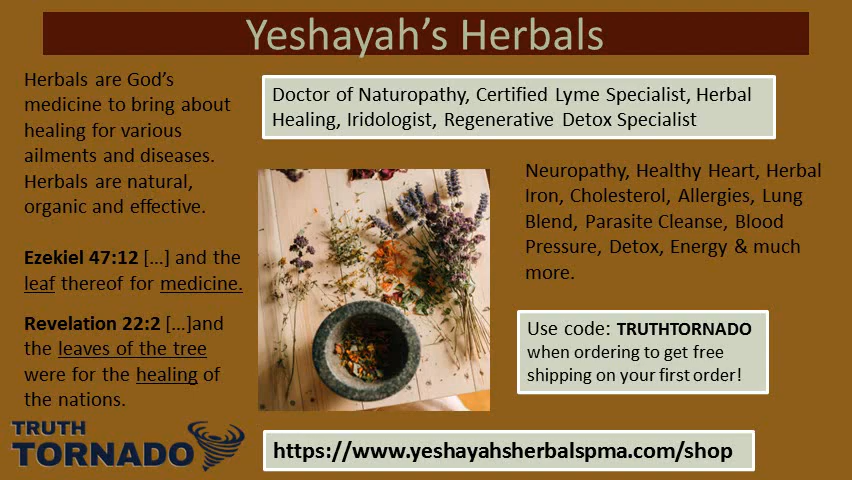 Yeshayah's Herbals
Herbals are God's
medicine to bring about
healing for various
ailments and diseases.
Herbals are natural,
organic and effective.
Ezekiel 47:12 [...] and the
leaf thereof for medicine.
Revelation 22:2 [...]and
the leaves of the tree
were for the healing of
the nations.
Doctor of Naturopathy, Certified Lyme Specialist, Herbal
Healing, Iridologist, Regenerative Detox Specialist
Neuropathy, Healthy Heart, Herbal
Iron, Cholesterol, Allergies, Lung
Blend, Parasite Cleanse, Blood
Pressure, Detox, Energy & much
more.
Use code: TRUTHTORNADO
when ordering to get free
shipping on your first order!
TRUTH
TORNADO
https://www.yeshayahsherbalspma.com/shop